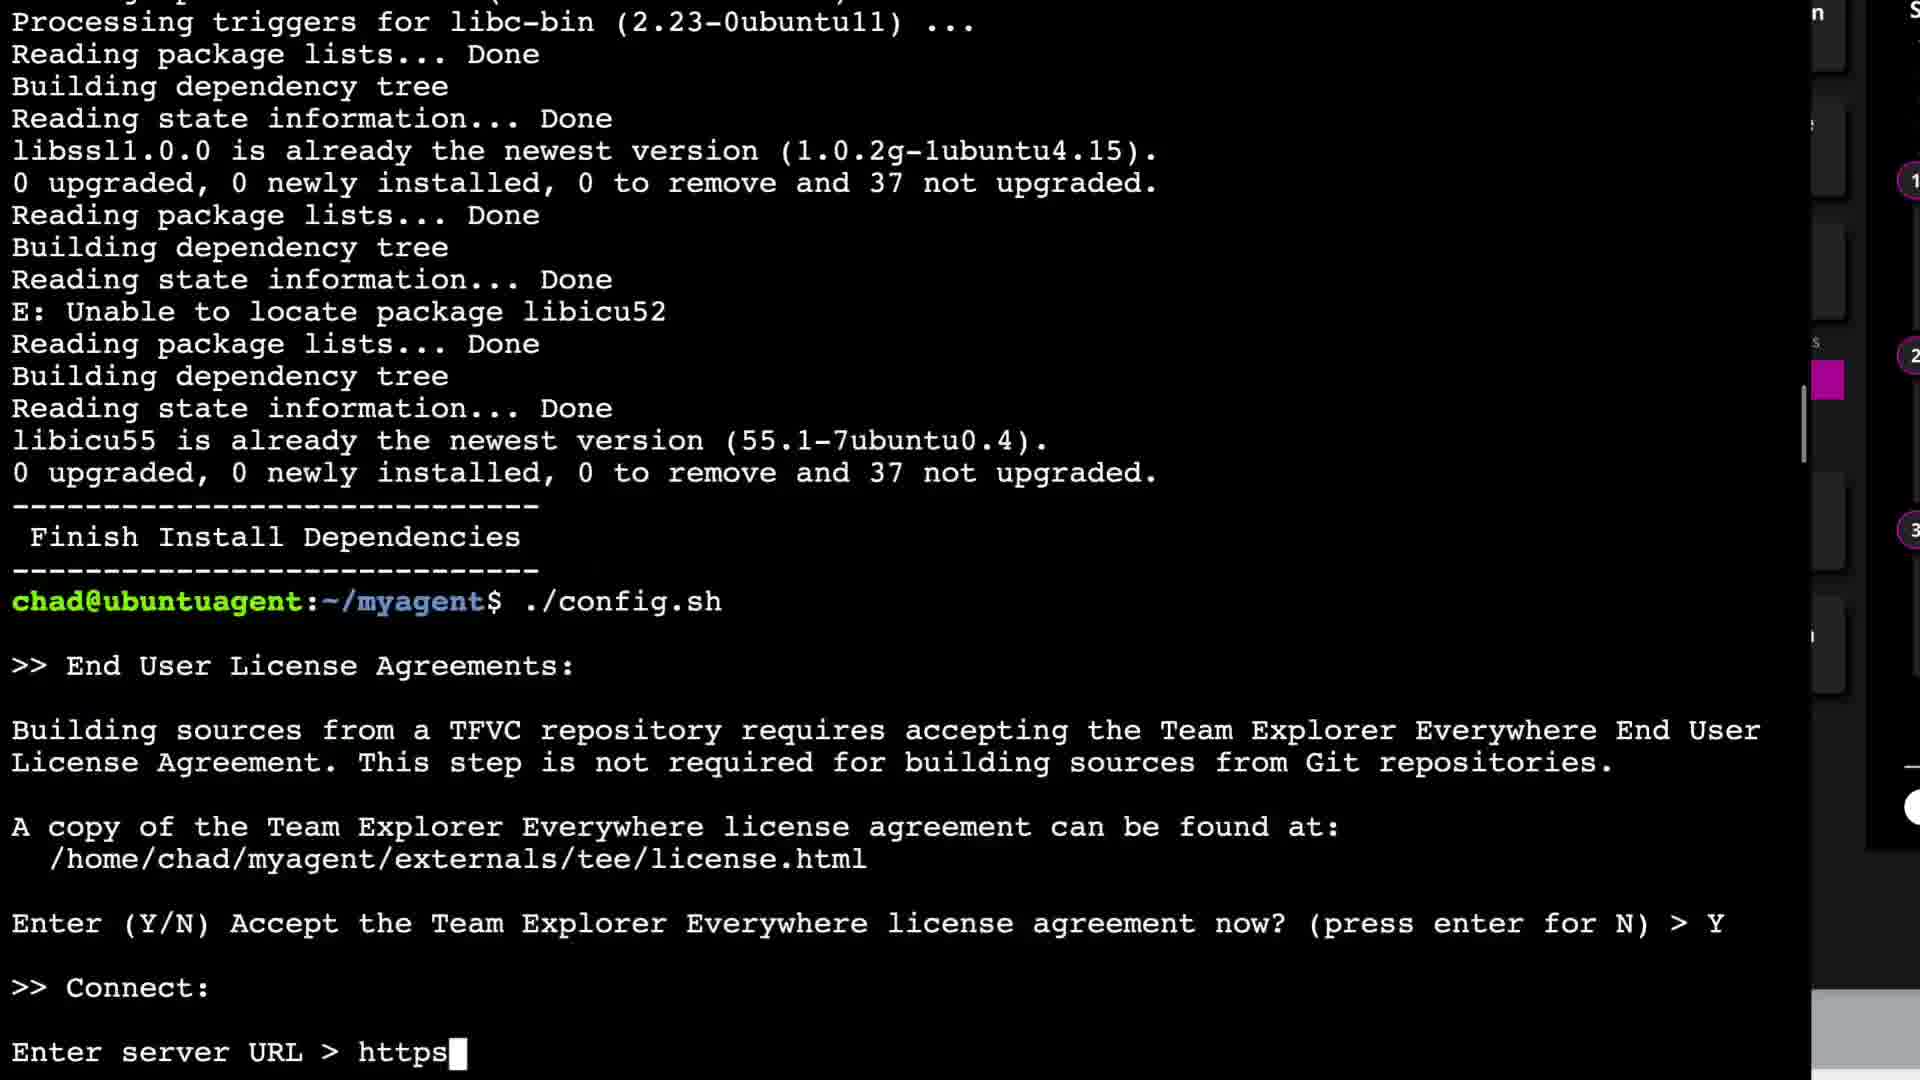 Processing triggers for libc-bin (2.23-0ubuntu11) ...
Reading package lists... Done
Building dependency tree
Reading state information... Done
libssl1.0.0 is already the newest version (1.0.2g-1ubuntu4.15).
0 upgraded, 0 newly installed, 0 to remove and 37 not upgraded.
Reading package lists... Done
Building dependency tree
Reading state information... Done
E: Unable to locate package libicu52
Reading package lists... Done
Building dependency tree
Reading state information... Done
libicu55 is already the newest version (55.1-7ubuntu0.4).
0 upgraded, 0 newly installed, 0 to remove and 37 not upgraded.
-----------------------------
 Finish Install Dependencies
-----------------------------
chad@ubuntuagent:~/myagent$ ./config.sh
>> End User License Agreements:
Building sources from a TFVC repository requires accepting the Team Explorer Everywhere End User
License Agreement. This step is not required for building sources from Git repositories.
A copy of the Team Explorer Everywhere license agreement can be found at:
  /home/chad/myagent/externals/tee/license.html
Enter (Y/N) Accept the Team Explorer Everywhere license agreement now? (press enter for N) > Y
>> Connect:
Enter server URL > https
n
s
1
2
3